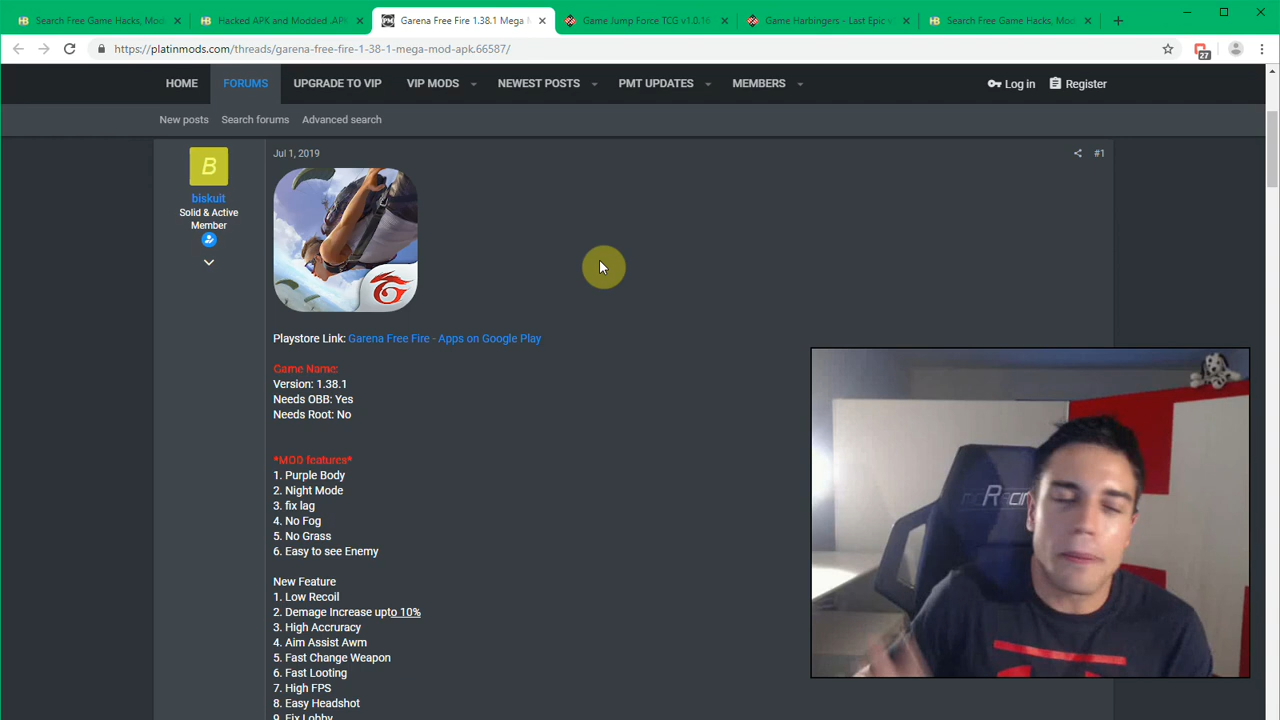 Search Free Game Hacks, Mod
Hacked APK and Modded .APK
PM
Garena Free Fire 1.38.1 Mega M
Game Jump Force TCG v1.0.16
Game Harbingers - Last Epic v
Search Free Game Hacks, Mod
https://platinmods.com/threads/garena-free-fire-1-38-1-mega-mod-apk.66587/
27
HOME
FORUMS
UPGRADE TO VIP
VIP MODS
NEWEST POSTS
PMT UPDATES
MEMBERS
Log in
Register
New posts
Search forums
Advanced search
B
biskuit
Solid & Active
Member
Jul 1, 2019
#1
Playstore Link: Garena Free Fire - Apps on Google Play
Game Name:
Version: 1.38.1
Needs OBB: Yes
Needs Root: No
*MOD features*
1. Purple Body
2. Night Mode
3. fix lag
4. No Fog
5. No Grass
6. Easy to see Enemy
New Feature
1. Low Recoil
2. Damage Increase upto 10%
3. High Accruracy
4. Aim Assist Awm
5. Fast Change Weapon
6. Fast Looting
7. High FPS
8. Easy Headshot
9. Fix Lobby